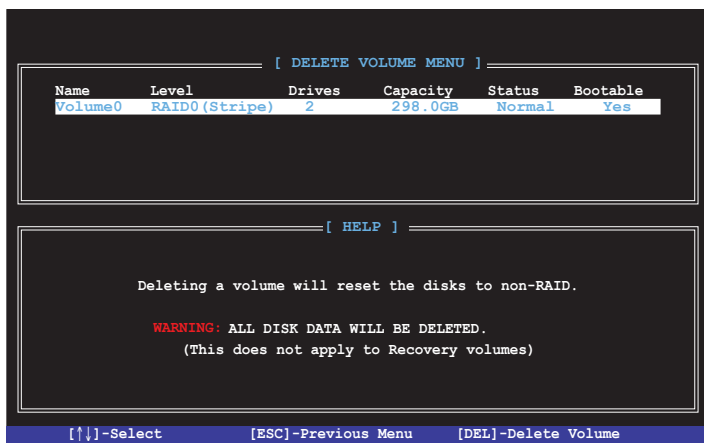 [ DELETE VOLUME MENU ]
Name Level Drives Capacity Status Bootable
Volume0 RAID0(Stripe) 2 298.0GB Normal Yes
[ HELP ]
Deleting a volume will reset the disks to non-RAID.
WARNING: ALL DISK DATA WILL BE DELETED.
(This does not apply to Recovery volumes)
[↑↓]-Select [ESC]-Previous Menu [DEL]-Delete Volume